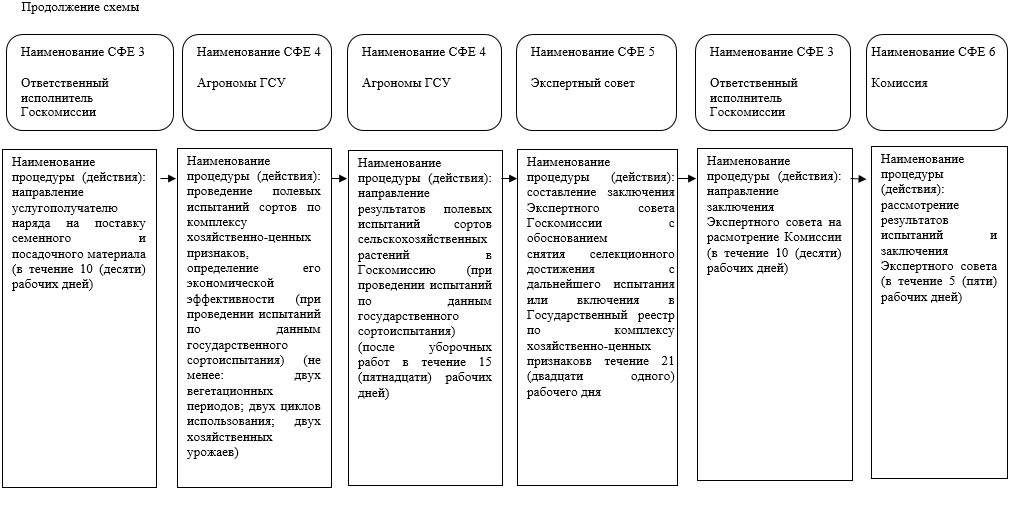 Продолжение схемы
Наименование СФЕ 3
Ответственный
исполнитель
Госкомиссии
Наименование СФЕ 4
Агрономы ГСУ
Наименование СФЕ 4
Агрономы ГСУ
Наименование СФЕ 5
Экспертный совет
Наименование СФЕ 3
Ответственный
исполнитель
Госкомиссии
Наименование СФЕ 6
Комиссия
Наименование
процедуры (действия):
направление
услугополучателю
наряда на поставку
семенного и
посадочного материала
(в течение 10 (десяти)
рабочих дней)
Наименование
процедуры (действия):
проведение полевых
испытаний сортов по
комплексу
хозяйственно-ценных
признаков,
определение его
экономической
эффективности (при
проведении испытаний
по данным
государственного
сортоиспытания) (не
менее: двух
вегетационных
периодов; двух циклов
использования; двух
хозяйственных
урожаев)
Наименование
процедуры (действия):
направление
результатов полевых
испытаний сортов
сельскохозяйственных
растений в
Госкомиссию (при
проведении испытаний
по данным
государственного
сортоиспытания)
(после уборочных
работ в течение 15
(пятнадцати) рабочих
дней)
Наименование
процедуры (действия):
составление заключения
Экспертного совета
Госкомиссии с
обоснованием
снятия селекционного
достижения с
дальнейшего испытания
или включения в
Государственный реестр
по комплексу
хозяйственно-ценных
признаковв течение 21
(двадцати одного)
рабочего дня
Наименование
процедуры (действия):
направление
заключения
Экспертного совета на
расмотрение Комиссии
(в течение 10 (десяти)
рабочих дней)
Наименование
процедуры
(действия):
рассмотрение
результатов
испытаний и
заключения
Экспертного совета
(в течение 5 (пяти)
рабочих дней)